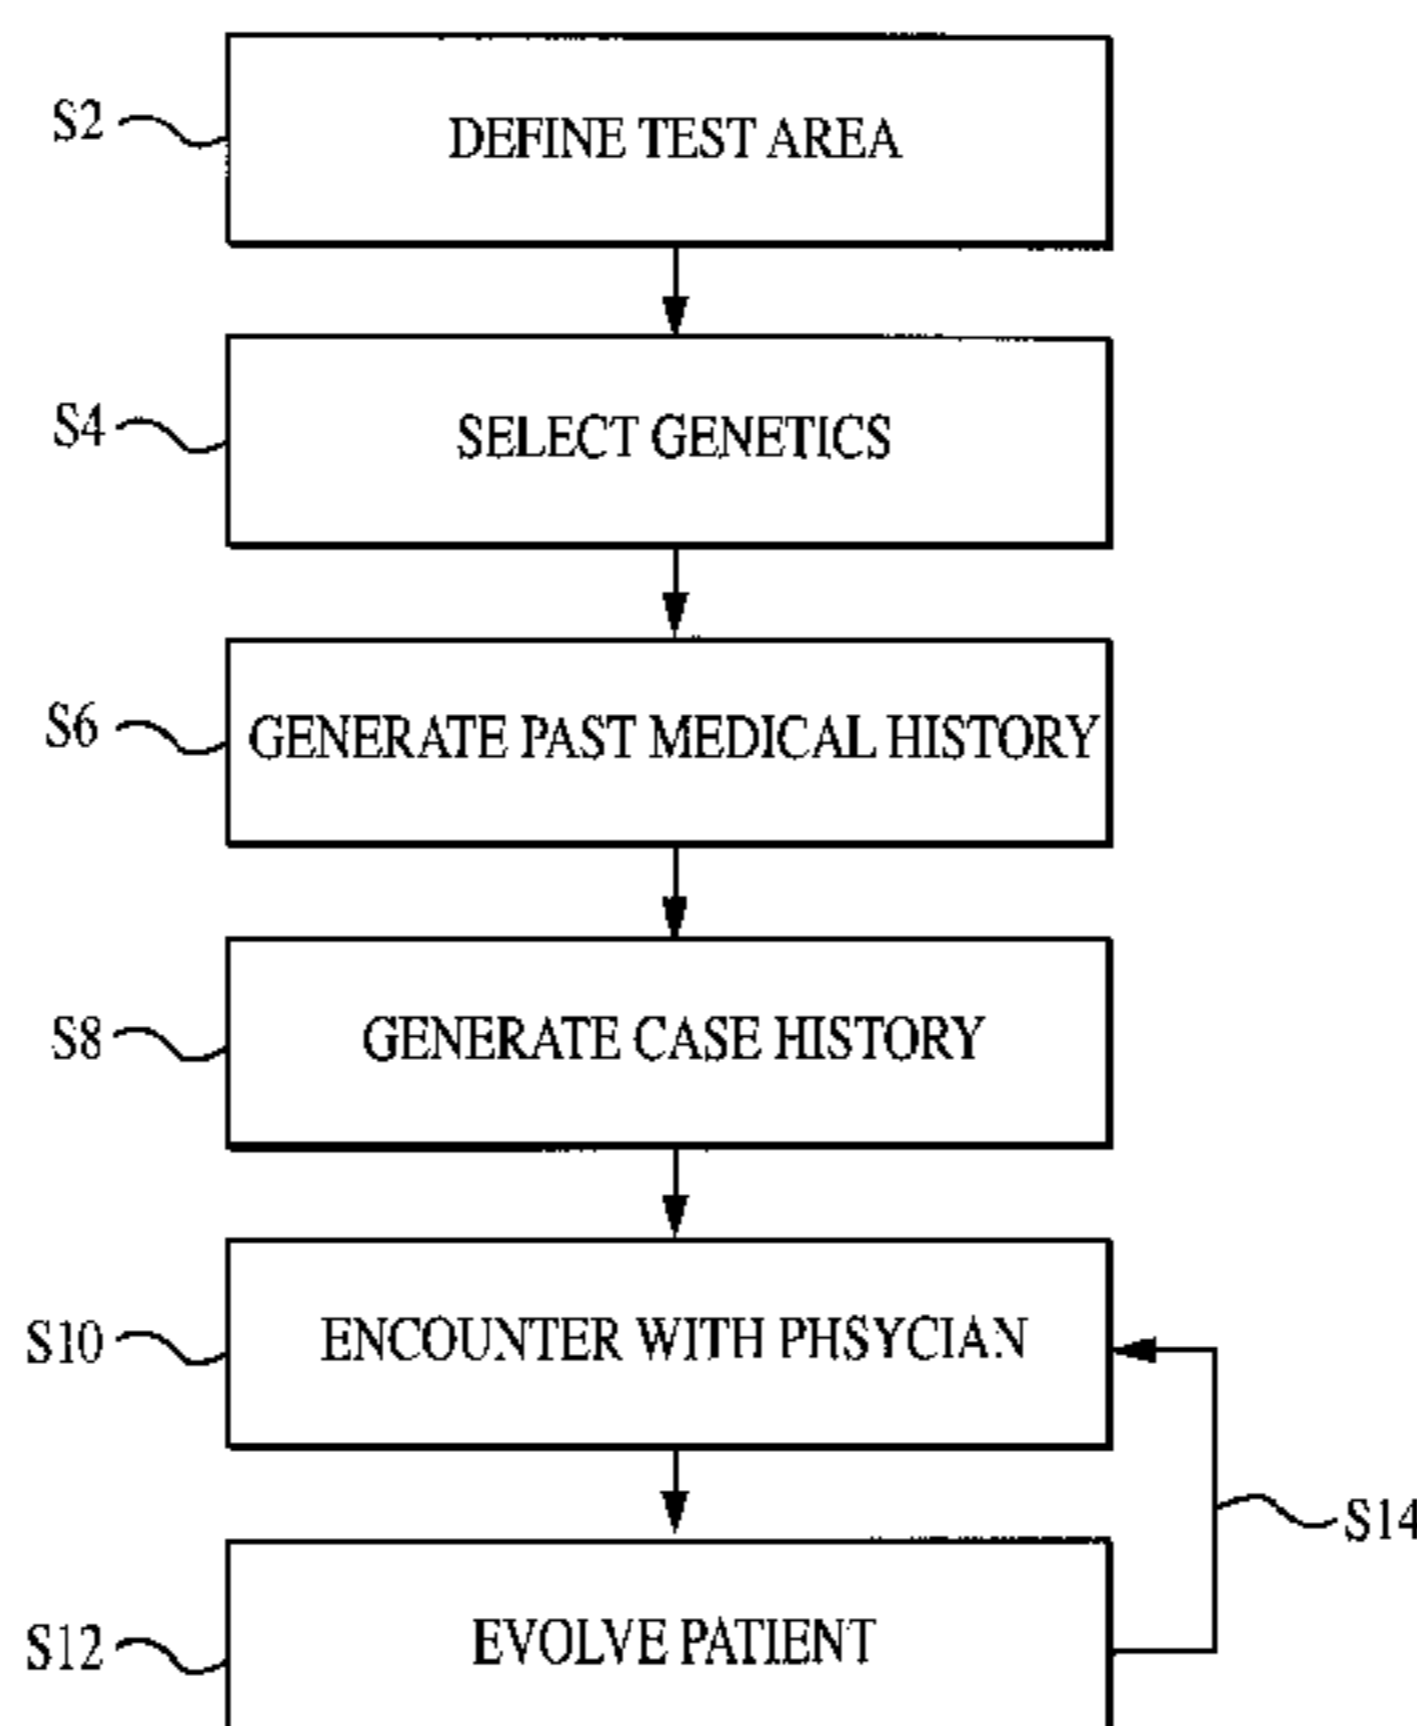 S2
DEFINE TEST AREA
S4
SELECT GENETICS
S6
GENERATE PAST MEDICAL HISTORY
S8
GENERATE CASE HISTORY
S10
ENCOUNTER WITH PHSYCIAN
S14
S12
EVOLVE PATIENT